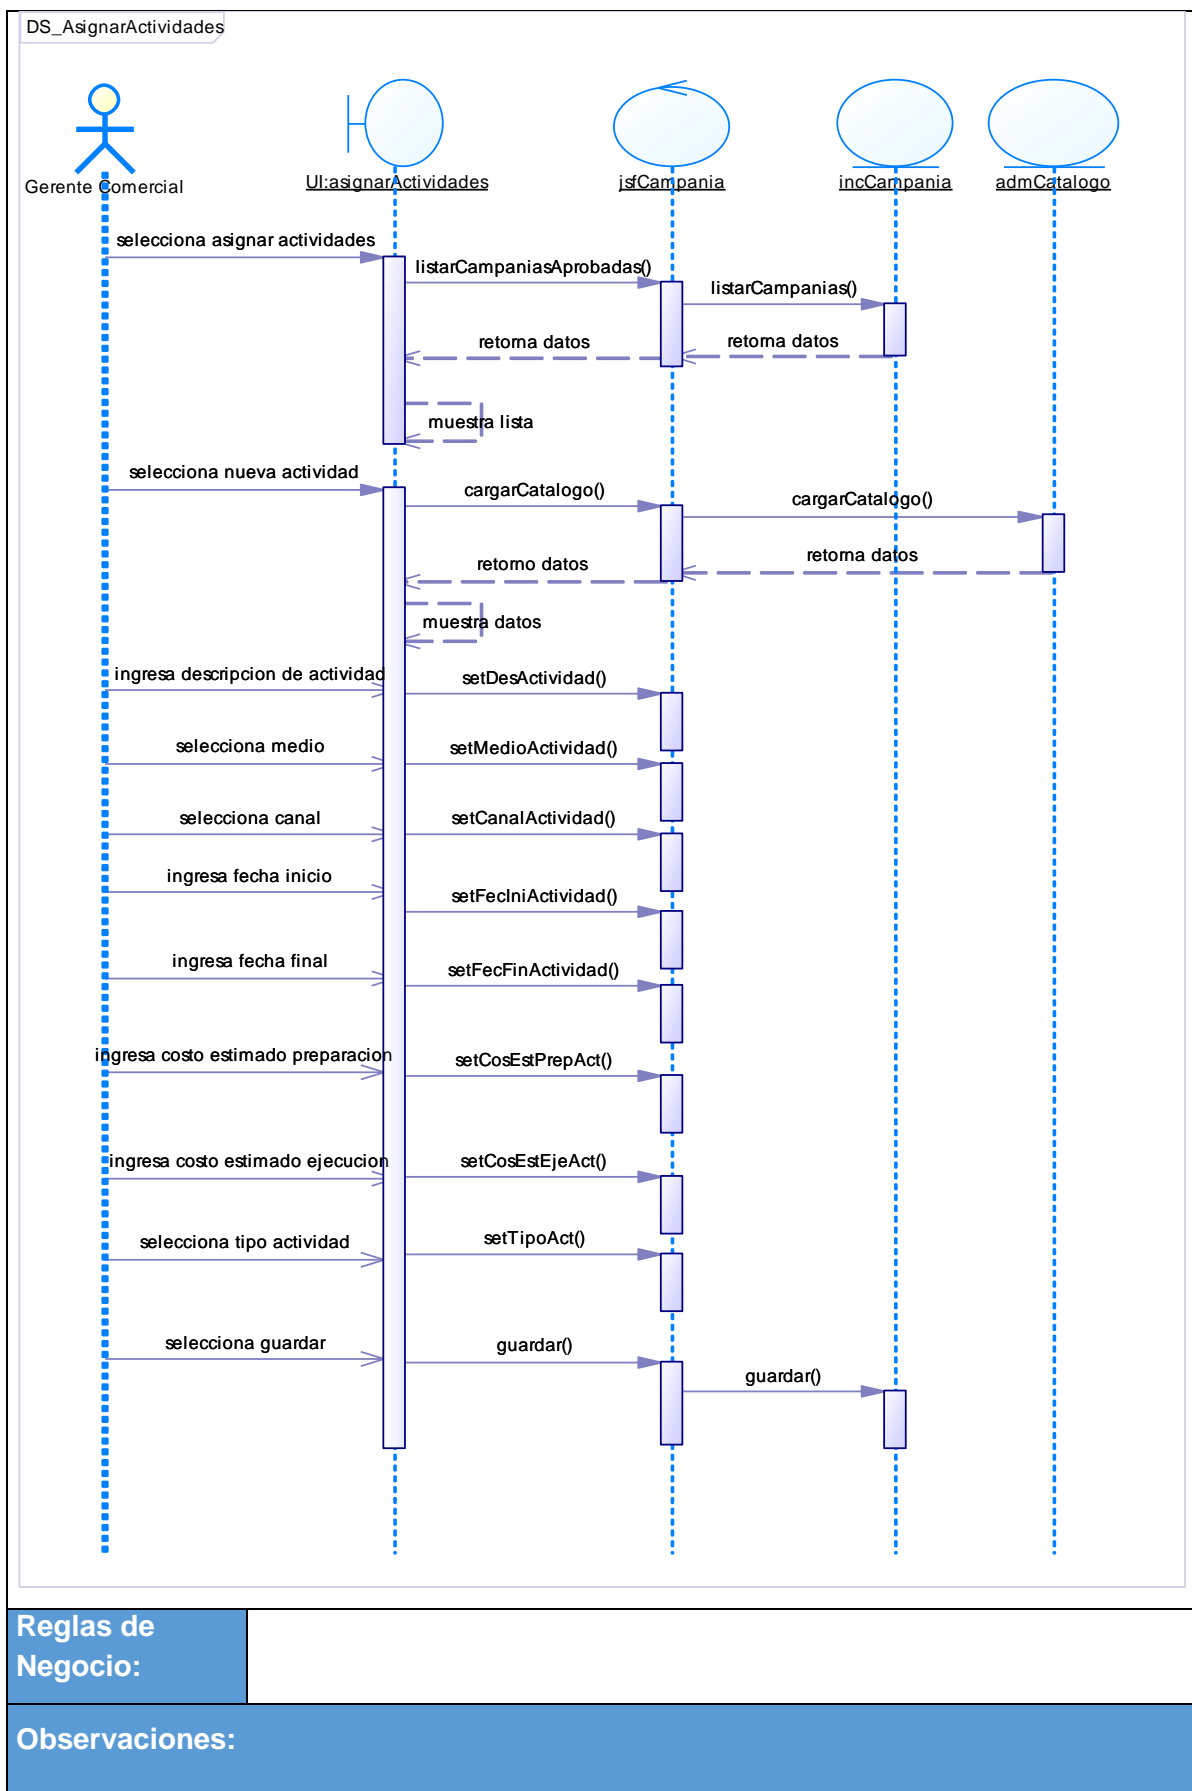 DS_AsignarActividades
Gerente Comercial
UI:asignarActividades
jsfCampania
incCampania
admCatalogo
selecciona asignar actividades
listarCampaniasAprobadas()
listarCampanias()
retorna datos
retorna datos
muestra lista
selecciona nueva actividad
cargarCatalogo()
cargarCatalogo()
retorna datos
retorno datos
muestra datos
ingresa descripcion de actividad
setDesActividad()
selecciona medio
setMedioActividad()
selecciona canal
setCanalActividad()
ingresa fecha inicio
setFecIniActividad()
ingresa fecha final
setFecFinActividad()
ingresa costo estimado preparacion
setCosEstPrepAct()
ingresa costo estimado ejecucion
setCosEstEjeAct()
selecciona tipo actividad
setTipoAct()
selecciona guardar
guardar()
guardar()
Reglas de
Negocio:
Observaciones: